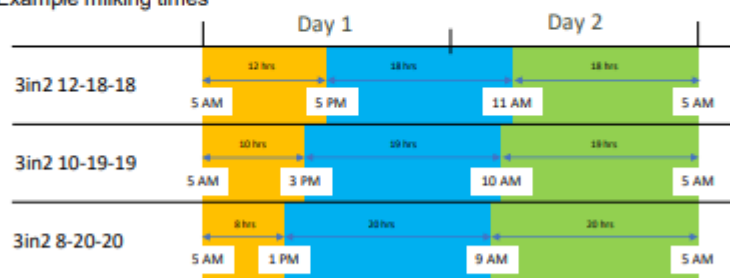 Example milking times
Day 1 Day 2
12 hrs 18 hrs 18 hrs
3in2 12-18-18
5 AM 5 PM 11 AM 5 AM
10 hrs 19 hrs 19 hrs
3in2 10-19-19
5 AM 3 PM 10 AM 5 AM
8 hrs 20 hrs 20 hrs
3in2 8-20-20
5 AM 1 PM 9 AM 5 AM